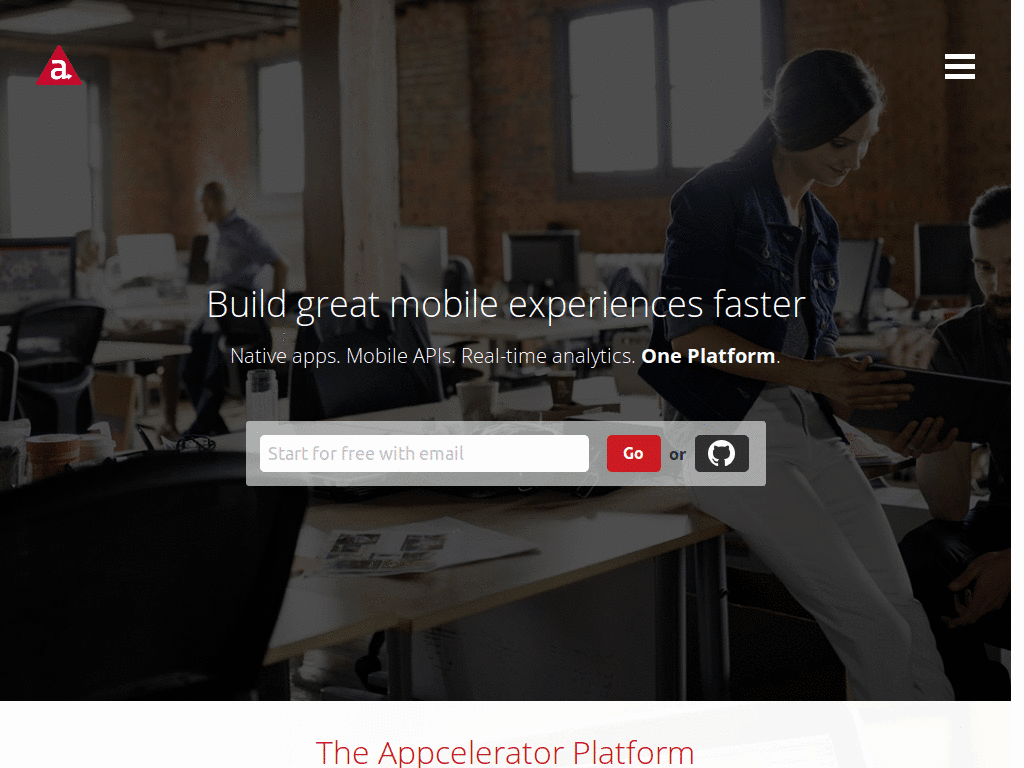 a
Build great mobile experiences faster
Native apps. Mobile APIs. Real-time analytics. One Platform.
Start for free with email Go or
The Appcelerator Platform